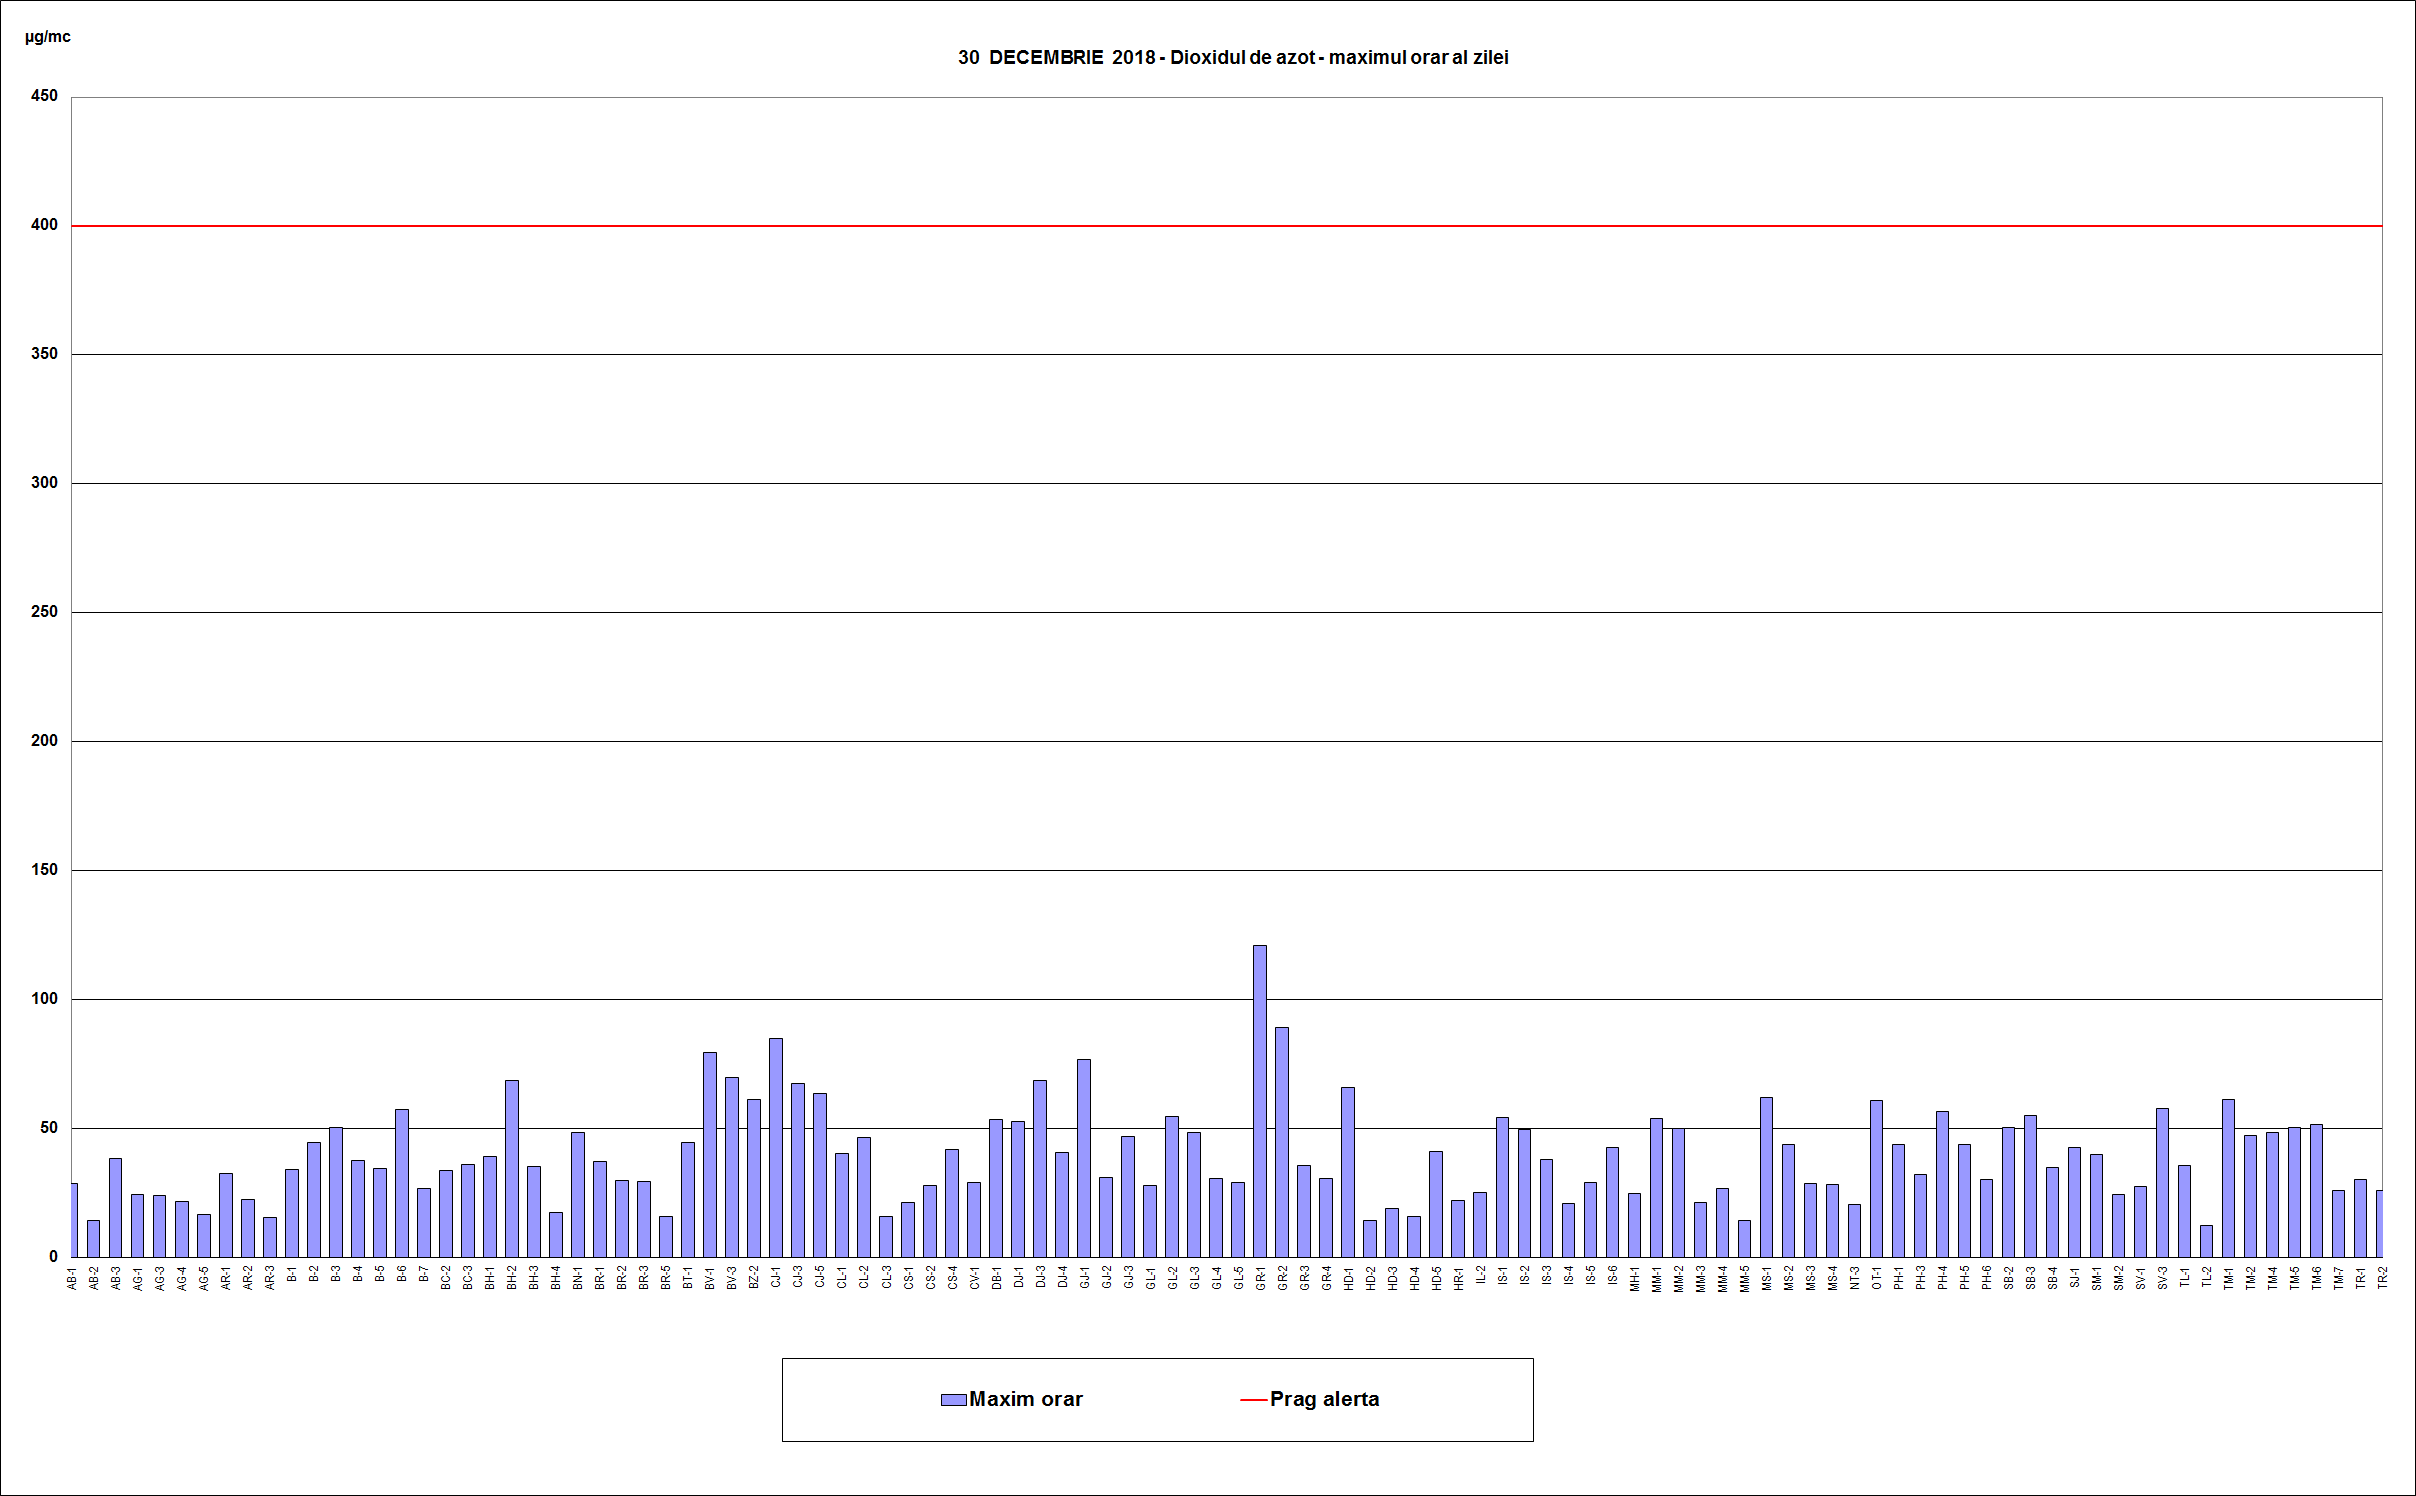 µg/mc
30 DECEMBRIE 2018 - Dioxidul de azot - maximul orar al zilei
450
400
350
300
250
200
150
100
50
0
AB-1 AB-2 AB-3 AG-1 AG-3 AG-4 AG-5 AR-1 AR-2 AR-3 B-1 B-2 B-3 B-4 B-5 B-6 B-7 BC-2 BC-3 BH-1 BH-2 BH-3 BH-4 BN-1 BR-1 BR-2 BR-3 BR-5 BT-1 BV-1 BV-3 BZ-2 CJ-1 CJ-3 CJ-5 CL-1 CL-2 CL-3 CS-1 CS-2 CS-4 CV-1 DB-1 DJ-1 DJ-3 DJ-4 GJ-1 GJ-2 GJ-3 GL-1 GL-2 GL-3 GL-4 GL-5 GR-1 GR-2 GR-3 GR-4 HD-1 HD-2 HD-3 HD-4 HD-5 HR-1 IL-2 IS-1 IS-2 IS-3 IS-4 IS-5 IS-6 MH-1 MM-1 MM-2 MM-3 MM-4 MM-5 MS-1 MS-2 MS-3 MS-4 NT-3 OT-1 PH-1 PH-3 PH-4 PH-5 PH-6 SB-2 SB-3 SB-4 SJ-1 SM-1 SM-2 SV-1 SV-3 TL-1 TL-2 TM-1 TM-2 TM-4 TM-5 TM-6 TM-7 TR-1 TR-2
Maxim orar Prag alerta